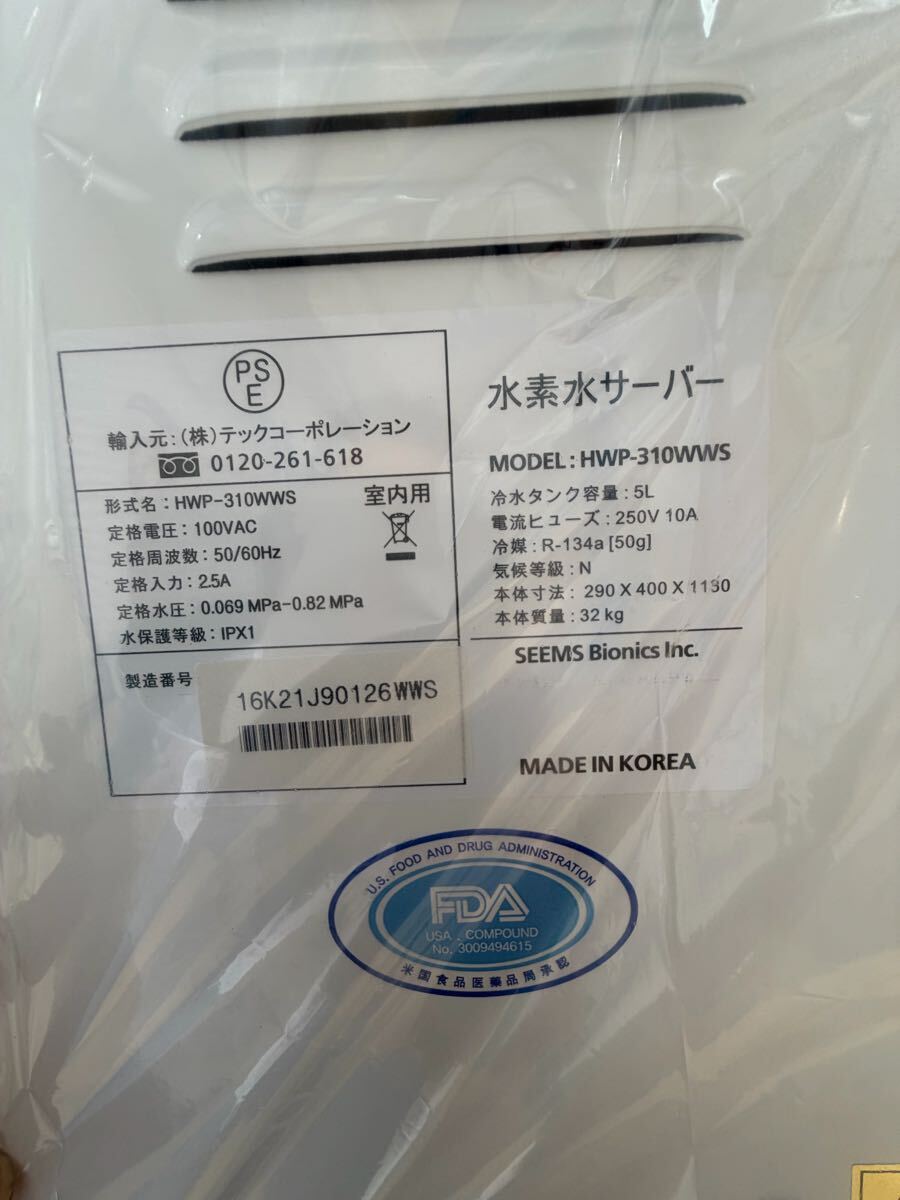 PS
E
輸入元:(株)テックコーポレーション
0120-261-618
形式名:HWP-310WWS
室内用
定格電圧:100VAC
定格周波数:50/60Hz
定格入力:2.5A
定格水圧:0.069 MPa-0.82 MPa
水保護等級:IPX1
製造番号
16K21J90126WWS
水素水サーバー
MODEL:HWP-310WWS
冷水タンク容量:5L
電流ヒューズ:250V 10A
冷媒:R-134a [50g]
気候等級:N
本体寸法: 290 X 400 X 1130
本体質量:32 kg
SEEMS Bionics Inc.
MADE IN KOREA
U.S. FOOD AND DRUG ADMINISTRATION
FDA
USA . COMPOUND
No. 3009494615
米国食品医薬品局承認